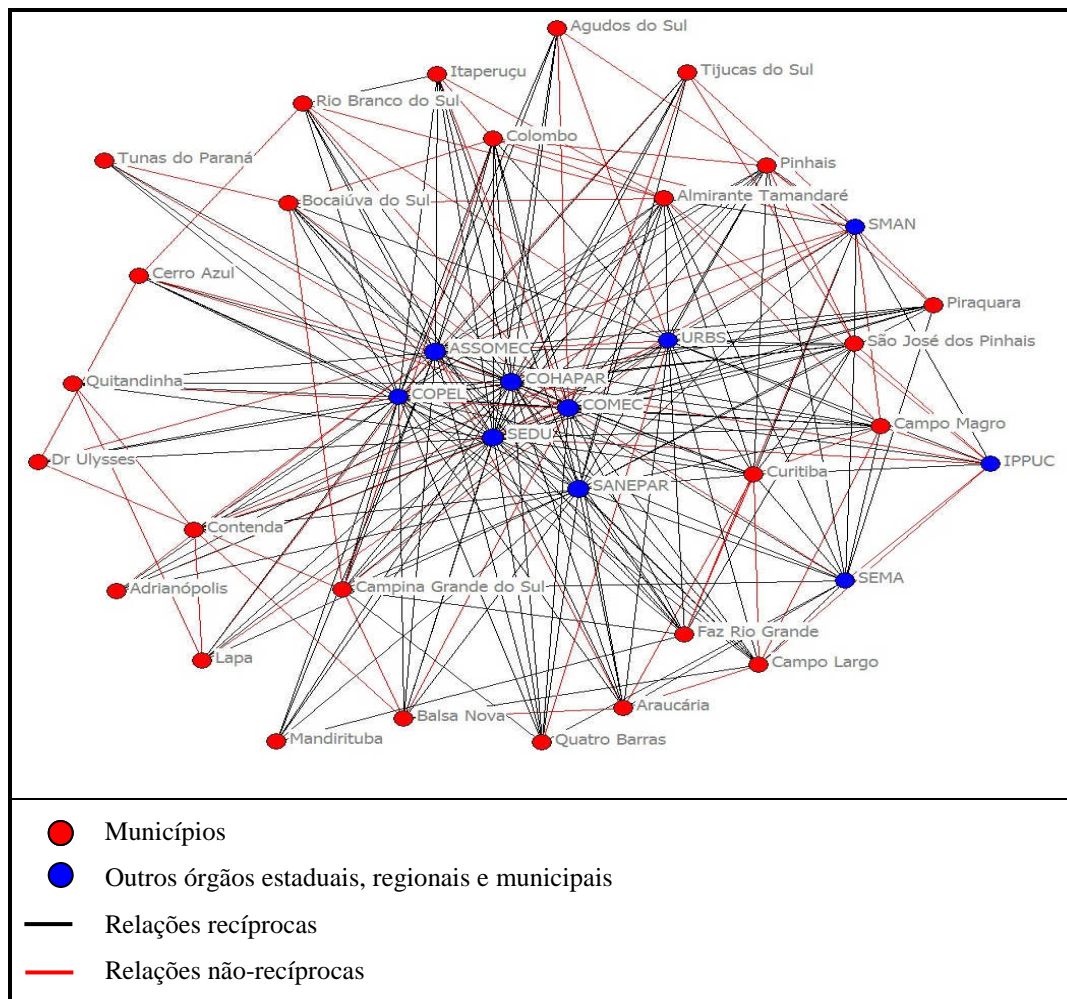 Agudos do Sul
Itaperuçu
Tijucas do Sul
Rio Branco do Sul
Colombo
Tunas do Paraná
Pinhais
Bocaiúva do Sul
Almirante Tamandaré
SMAN
Cerro Azul
Piraquara
ASSOMEC
URBS
São José dos Pinhais
Quitandinha
COHAPAR
COPEL
COMEC
Campo Magro
SEDU
Dr Ulysses
IPPUC
Curitiba
SANEPAR
Contenda
SEMA
Adrianópolis
Campina Grande do Sul
Faz Rio Grande
Lapa
Campo Largo
Araucária
Balsa Nova
Mandirituba
Quatro Barras
Municípios
Outros órgãos estaduais, regionais e municipais
Relações recíprocas
Relações não-recíprocas